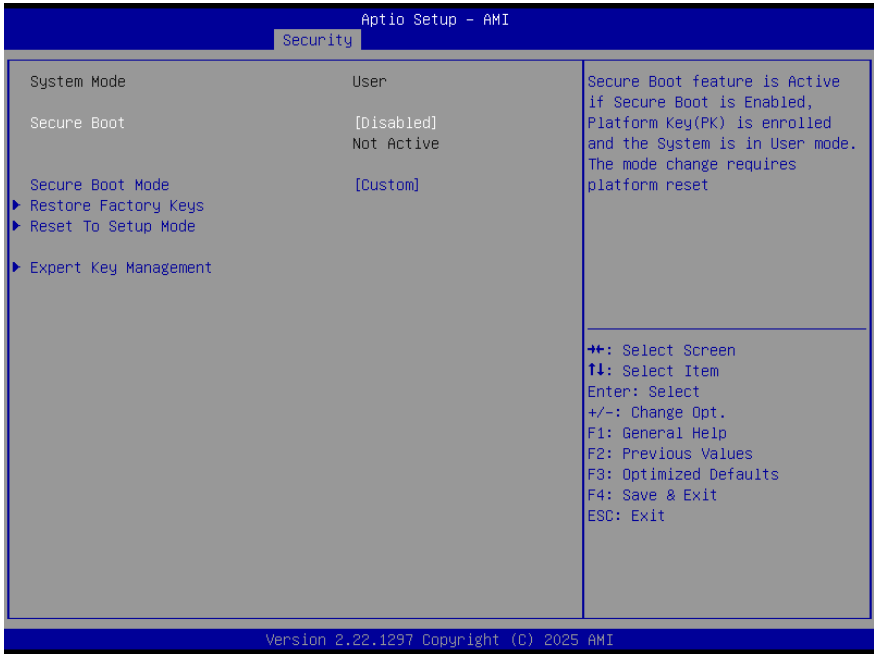 Aptio Setup – AMI
Security
System Mode User
Secure Boot [Disabled]
Not Active
Secure Boot Mode [Custom]
▶ Restore Factory Keys
▶ Reset To Setup Mode
▶ Expert Key Management
Secure Boot feature is Active
if Secure Boot is Enabled,
Platform Key(PK) is enrolled
and the System is in User mode.
The mode change requires
platform reset
→←: Select Screen
↑↓: Select Item
Enter: Select
+/-: Change Opt.
F1: General Help
F2: Previous Values
F3: Optimized Defaults
F4: Save & Exit
ESC: Exit
Version 2.22.1297 Copyright (C) 2025 AMI